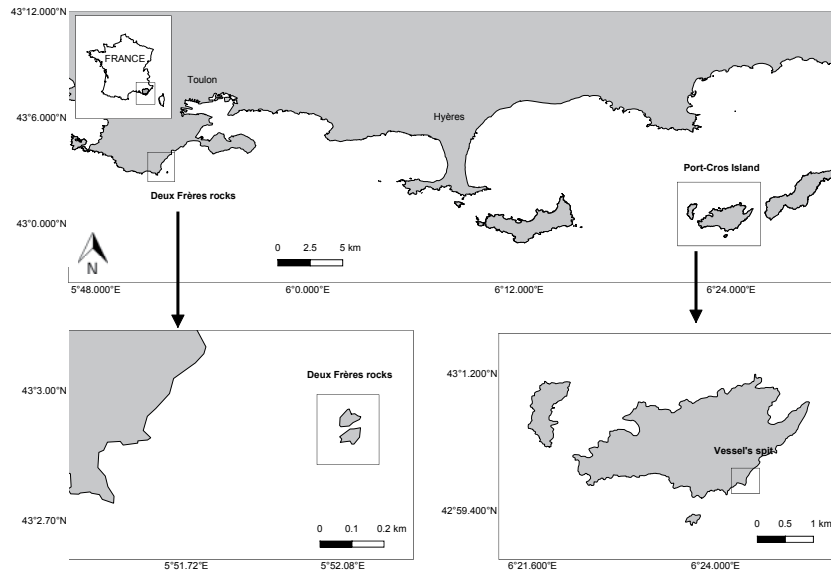 43°12.000"N
FRANCE
Toulon
43°6.000"N
Hyères
Port-Cros Island
Deux Frères rocks
43°0.000"N
N
0 2.5 5 km
5°48.000"E 6°0.000"E 6°12.000"E 6°24.000"E
43°3.00"N
Deux Frères rocks
43°2.70"N
0 0.1 0.2 km
5°51.72"E 5°52.08"E
43°1.200"N
Vessel's spit
42°59.400"N
0 0.5 1 km
6°21.600"E 6°24.000"E